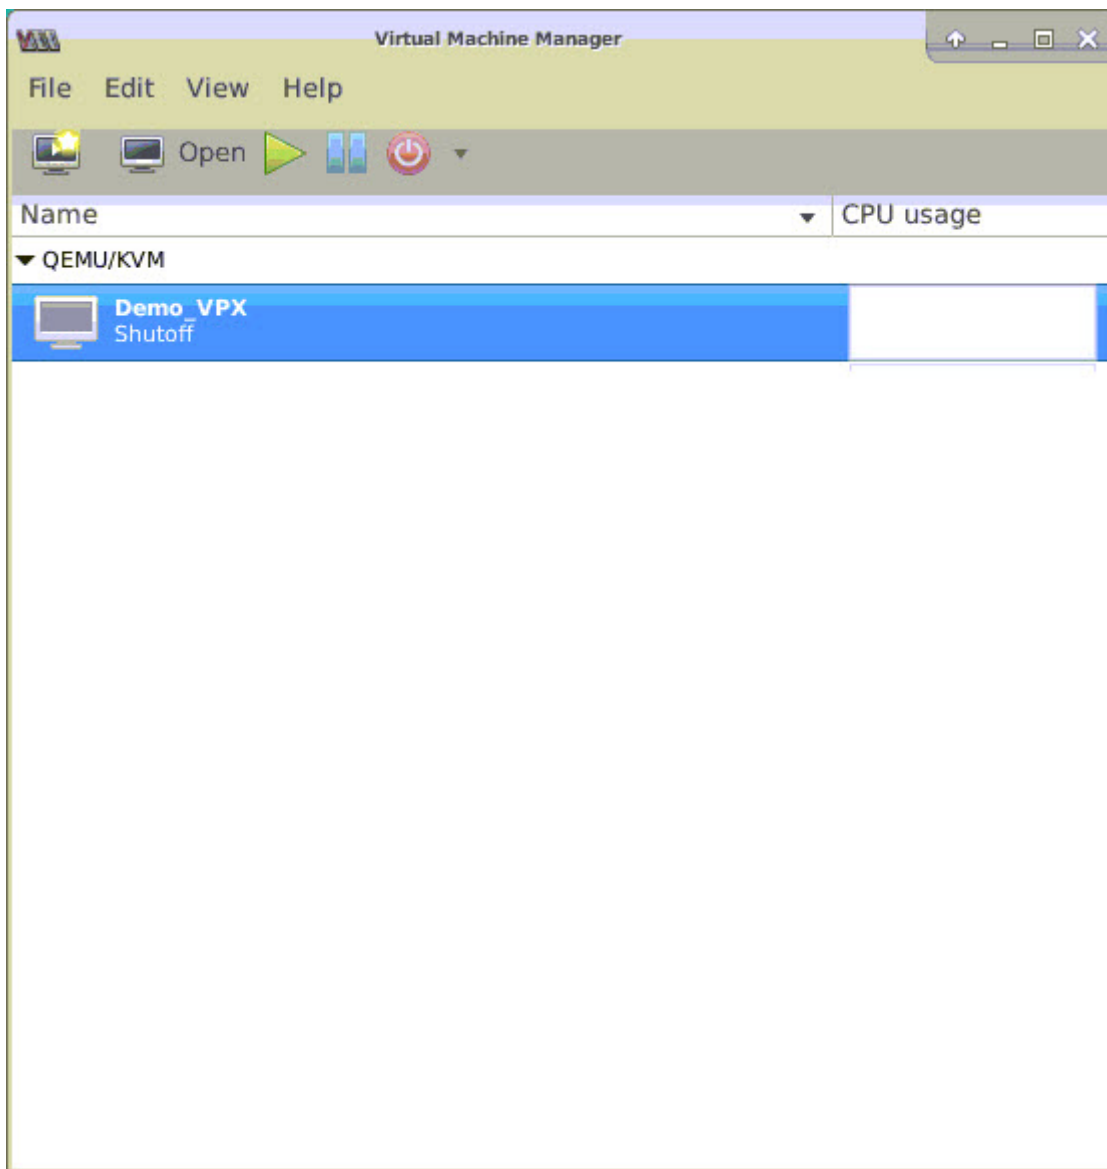 Virtual Machine Manager
File Edit View Help
Open
Name CPU usage
QEMU/KVM
Demo_VPX
Shutoff